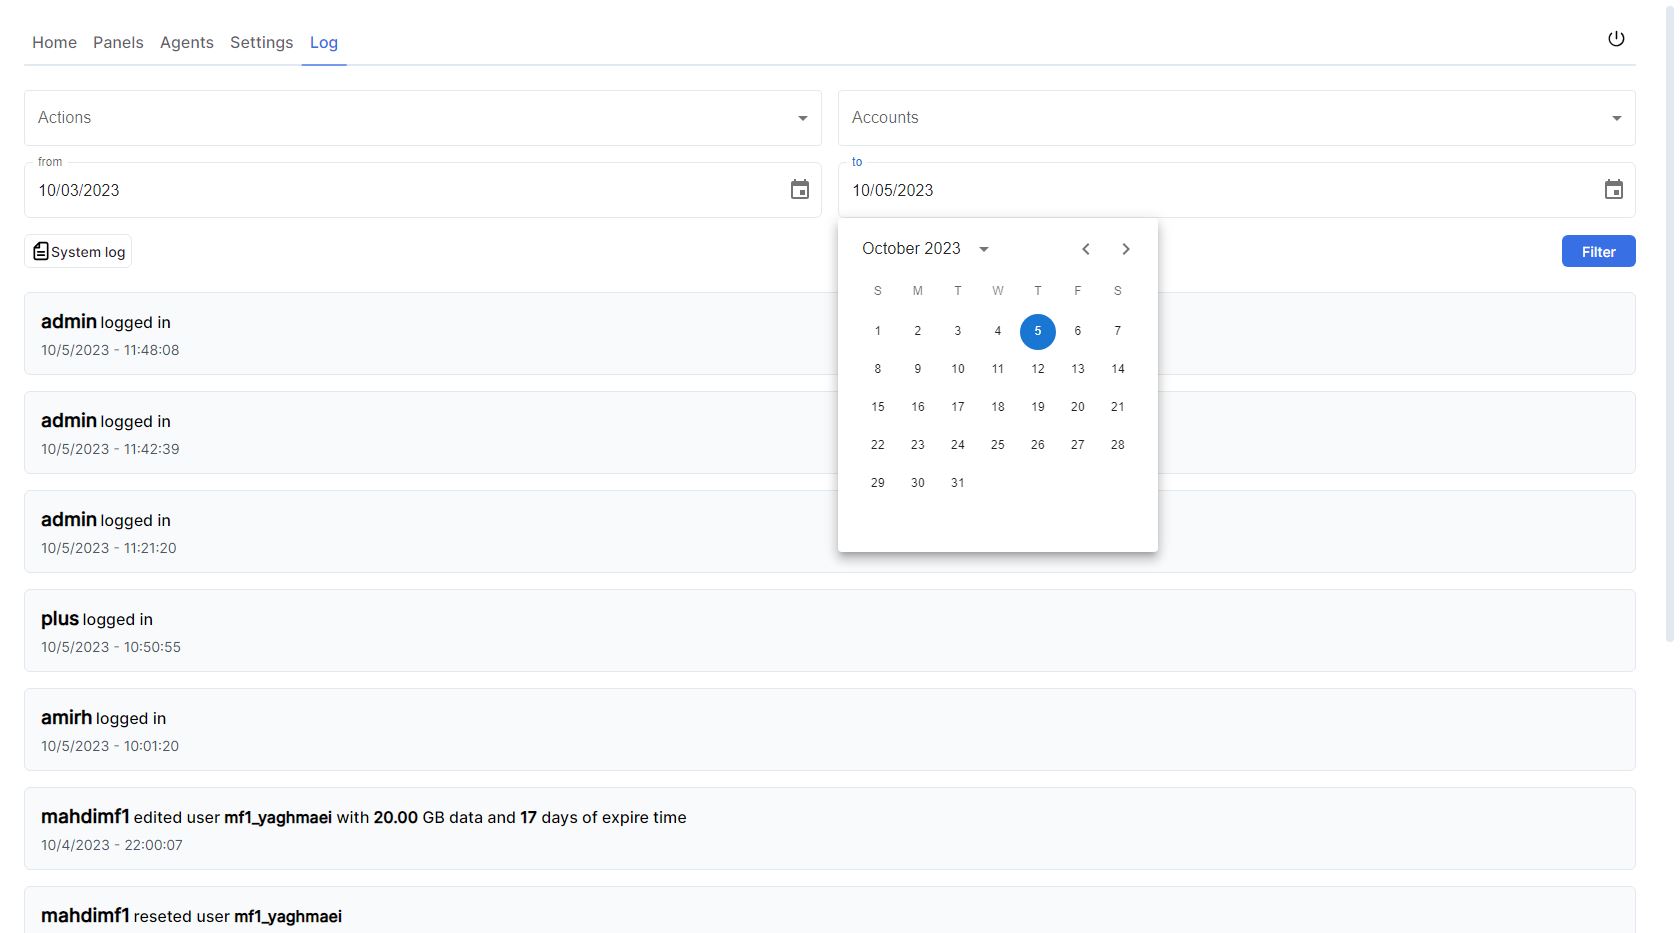 Home Panels Agents Settings Log
Actions
Accounts
from
10/03/2023
to
10/05/2023
System log
Filter
October 2023
S M T W T F S
1 2 3 4 5 6 7
8 9 10 11 12 13 14
15 16 17 18 19 20 21
22 23 24 25 26 27 28
29 30 31
admin logged in
10/5/2023 - 11:48:08
admin logged in
10/5/2023 - 11:42:39
admin logged in
10/5/2023 - 11:21:20
plus logged in
10/5/2023 - 10:50:55
amirh logged in
10/5/2023 - 10:01:20
mahdimf1 edited user mf1_yaghmaei with 20.00 GB data and 17 days of expire time
10/4/2023 - 22:00:07
mahdimf1 reseted user mf1_yaghmaei